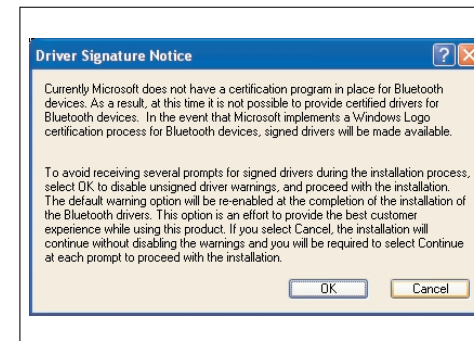 Driver Signature Notice
Currently Microsoft does not have a certification program in place for Bluetooth
devices. As a result, at this time it is not possible to provide certified drivers for
Bluetooth devices. In the event that Microsoft implements a Windows Logo
certification process for Bluetooth devices, signed drivers will be made available.
To avoid receiving several prompts for signed drivers during the installation process,
select OK to disable unsigned driver warnings, and proceed with the installation.
The default warning option will be re-enabled at the completion of the installation of
the Bluetooth drivers. This option is an effort to provide the best customer
experience while using this product. If you select Cancel, the installation will
continue without disabling the warnings and you will be required to select Continue
at each prompt to proceed with the installation.
OK
Cancel